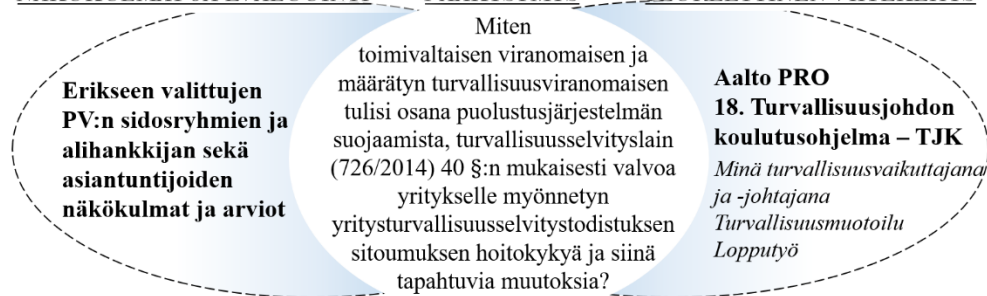 Erikseen valittujen
PV:n sidosryhmien ja
alihankkijan sekä
asiantuntijoiden
näkökulmat ja arviot
Miten
toimivaltaisen viranomaisen ja
määrätyn turvallisuusviranomaisen
tulisi osana puolustusjärjestelmän
suojaamista, turvallisuusselvityslain
(726/2014) 40 §:n mukaisesti valvoa
yritykselle myönnetyn
yritysturvallisuusselvitystodistuksen
sitoumuksen hoitokykyä ja siinä
tapahtuvia muutoksia?
Aalto PRO
18. Turvallisuusjohdon
koulutusohjelma – TJK
Minä turvallisuusvaikuttajana
ja -johtajana
Turvallisuusmuotoilu
Lopputyö